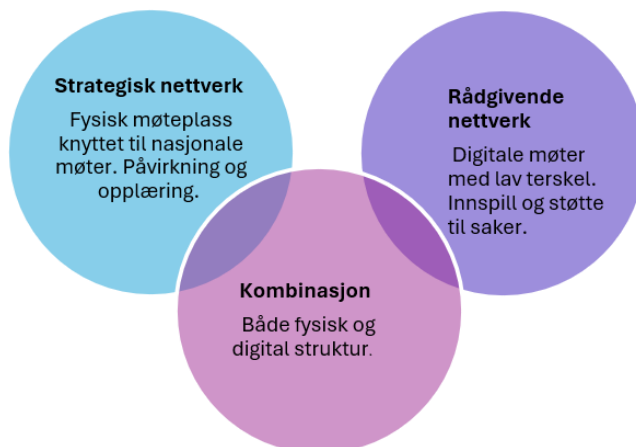 Strategisk nettverk
Fysisk møteplass
knyttet til nasjonale
møter. Påvirkning og
opplæring.
Rådgivende
nettverk
Digitale møter
med lav terskel.
Innspill og støtte
til saker.
Kombinasjon
Både fysisk og
digital struktur.